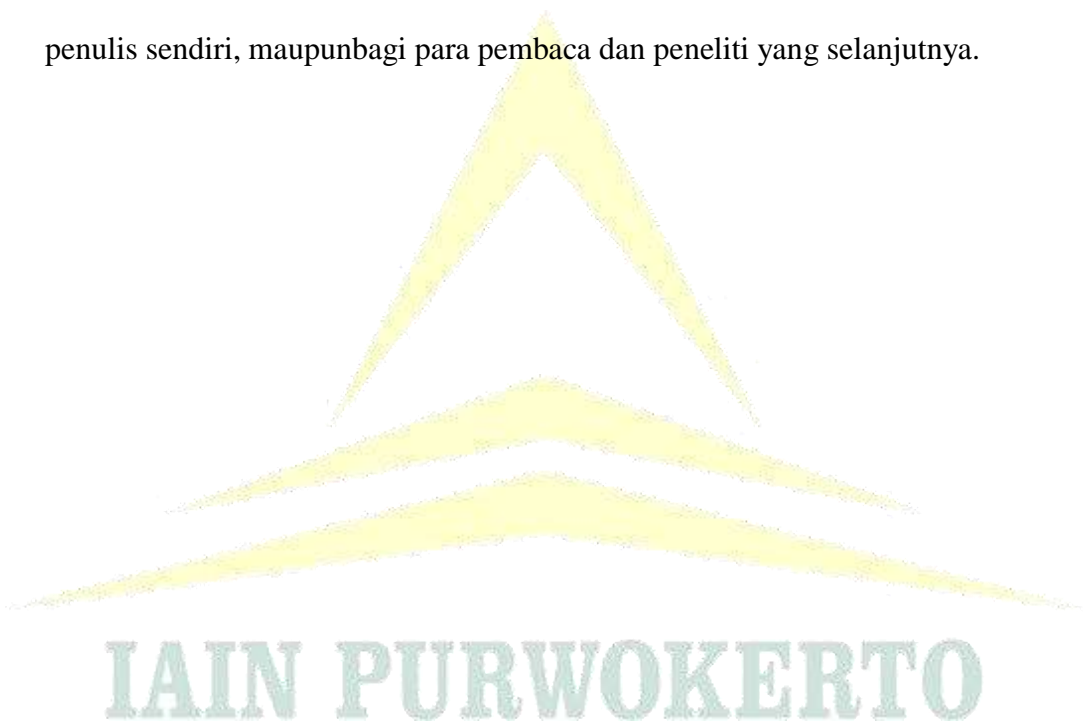 penulis sendiri, maupunbagi para pembaca dan peneliti yang selanjutnya.
IAIN PURWOKERTO